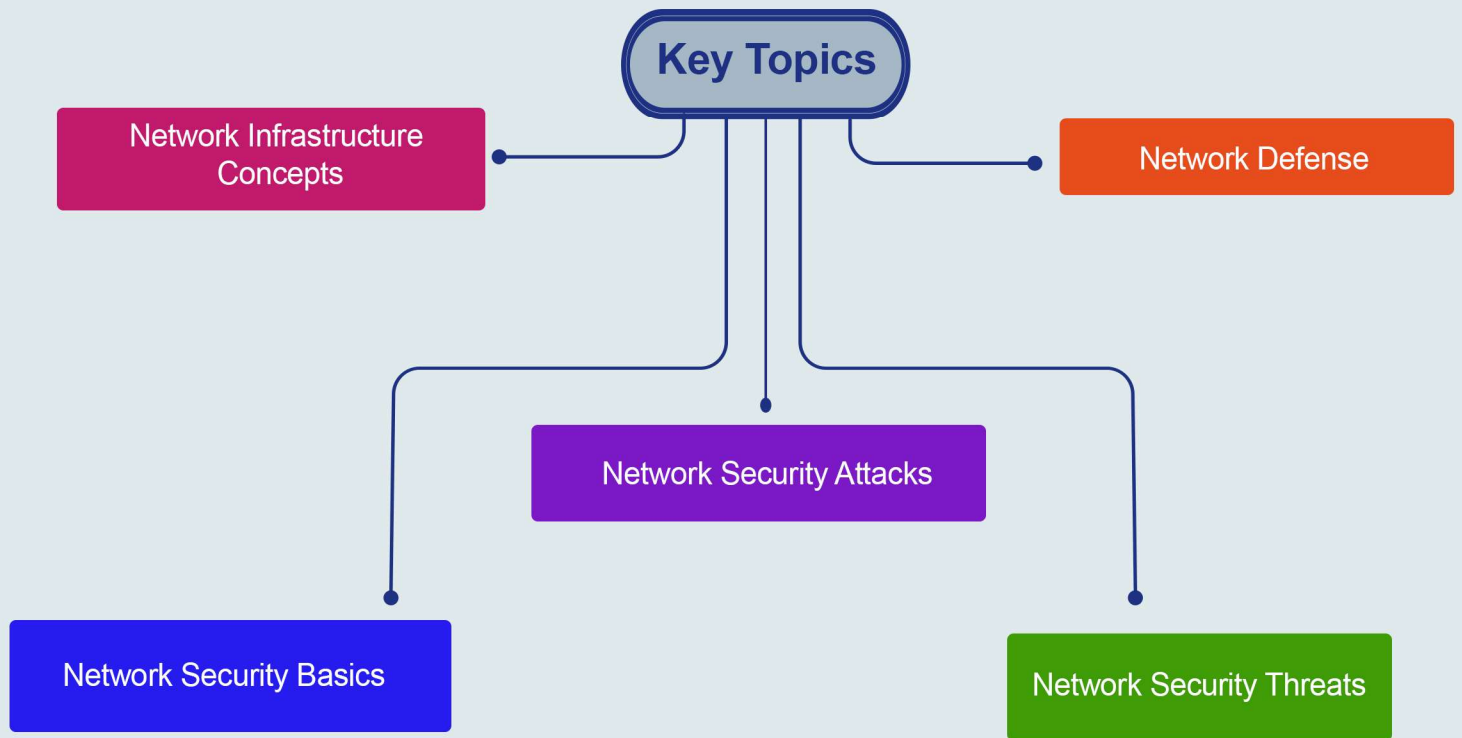 Key Topics
Network Infrastructure
Concepts
Network Defense
Network Security Attacks
Network Security Basics
Network Security Threats